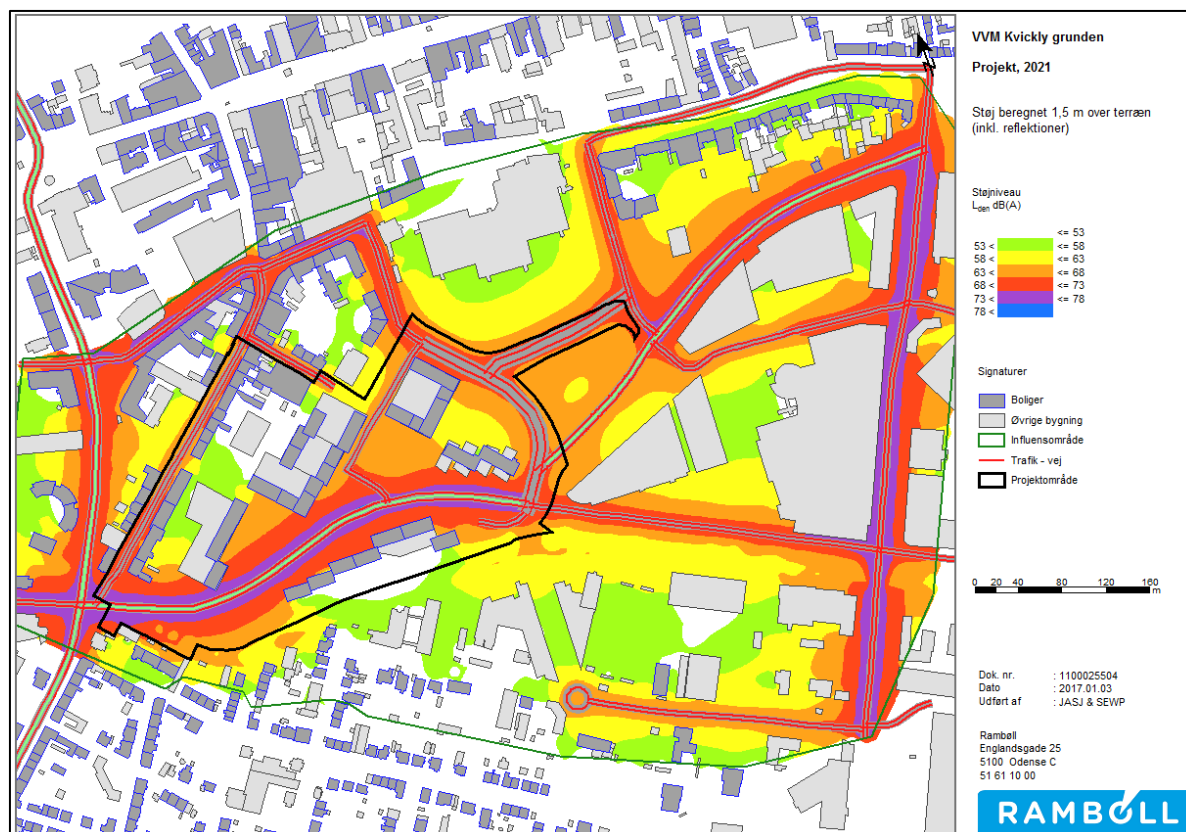 VVM Kvickly grunden
Projekt, 2021
Støj beregnet 1,5 m over terræn
(inkl. reflektioner)
Støjniveau
Lden dB(A)
<= 53
53 < <= 58
58 < <= 63
63 < <= 68
68 < <= 73
73 < <= 78
78 <
Signaturer
Boliger
Øvrige bygning
Influensområde
Trafik - vej
Projektområde
0 20 40 80 120 160
m
Dok. nr. : 1100025504
Dato : 2017.01.03
Udført af : JASJ & SEWP
Rambøll
Englandsgade 25
5100 Odense C
51 61 10 00
RAMBOLL